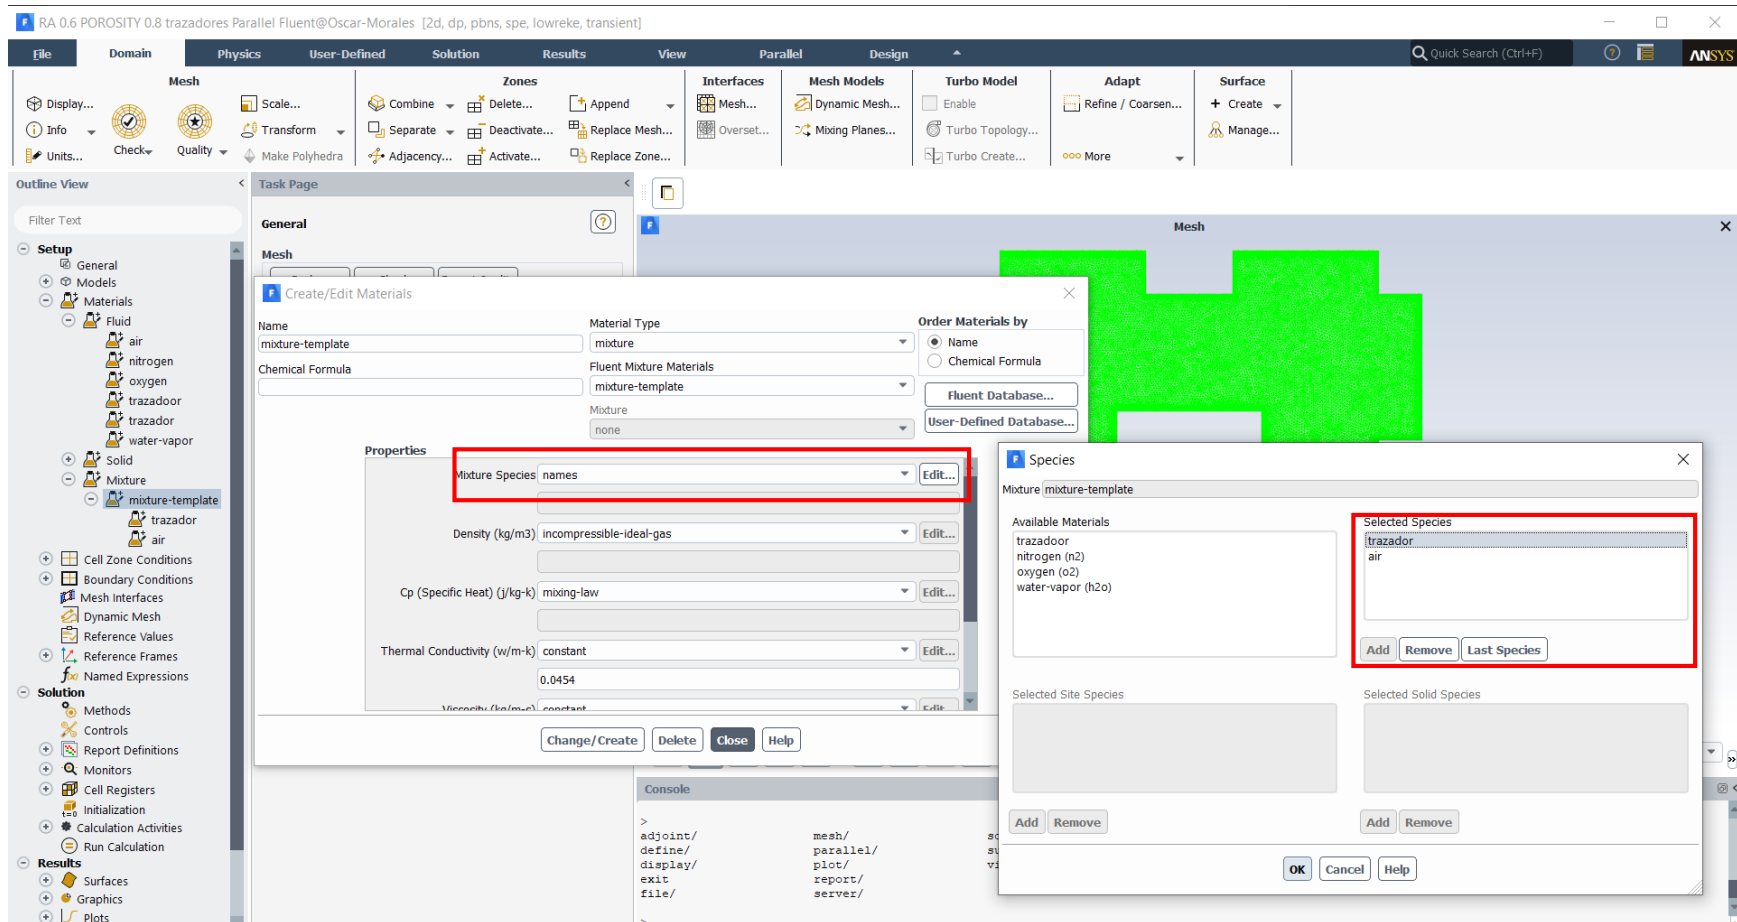 RA 0.6 POROSITY 0.8 trazadores Parallel Fluent@Oscar-Morales [2d, dp, pbns, spe, lowreke, transient]
File Domain Physics User-Defined Solution Results View Parallel Design Quick Search (Ctrl+F) ANSYS
Mesh Zones Interfaces Mesh Models Turbo Model Adapt Surface
Display... Scale... Combine Delete... Append Mesh... Dynamic Mesh... Enable Refine / Coarsen... + Create
Info Transform Separate Deactivate... Replace Mesh... Overset... Mixing Planes... Turbo Topology... Manage...
Units... Check Quality Make Polyhedra Adjacency... Activate... Replace Zone... Turbo Create... More
Outline View
Filter Text
Setup
General
Models
Materials
Fluid
air
nitrogen
oxygen
trazadoor
trazador
water-vapor
Solid
Mixture
mixture-template
trazador
air
Cell Zone Conditions
Boundary Conditions
Mesh Interfaces
Dynamic Mesh
Reference Values
Reference Frames
Named Expressions
Solution
Methods
Controls
Report Definitions
Monitors
Cell Registers
Initialization
Calculation Activities
Run Calculation
Results
Surfaces
Graphics
Plots
Task Page
General
Mesh
Mesh
Create/Edit Materials
Name
mixture-template
Chemical Formula
Material Type
mixture
Fluent Mixture Materials
mixture-template
Mixture
none
Order Materials by
Name
Chemical Formula
Fluent Database...
User-Defined Database...
Properties
Mixture Species names Edit...
Density (kg/m3) incompressible-ideal-gas Edit...
Cp (Specific Heat) (j/kg-k) mixing-law Edit...
Thermal Conductivity (w/m-k) constant Edit...
0.0454
Viscosity (kg/m-s) constant Edit...
Change/Create Delete Close Help
Species
Mixture mixture-template
Available Materials
trazadoor
nitrogen (n2)
oxygen (o2)
water-vapor (h2o)
Selected Species
trazador
air
Add Remove Last Species
Selected Site Species
Selected Solid Species
Add Remove
Add Remove
OK Cancel Help
Console
>
adjoint/ mesh/
define/ parallel/
display/ plot/
exit report/
file/ server/